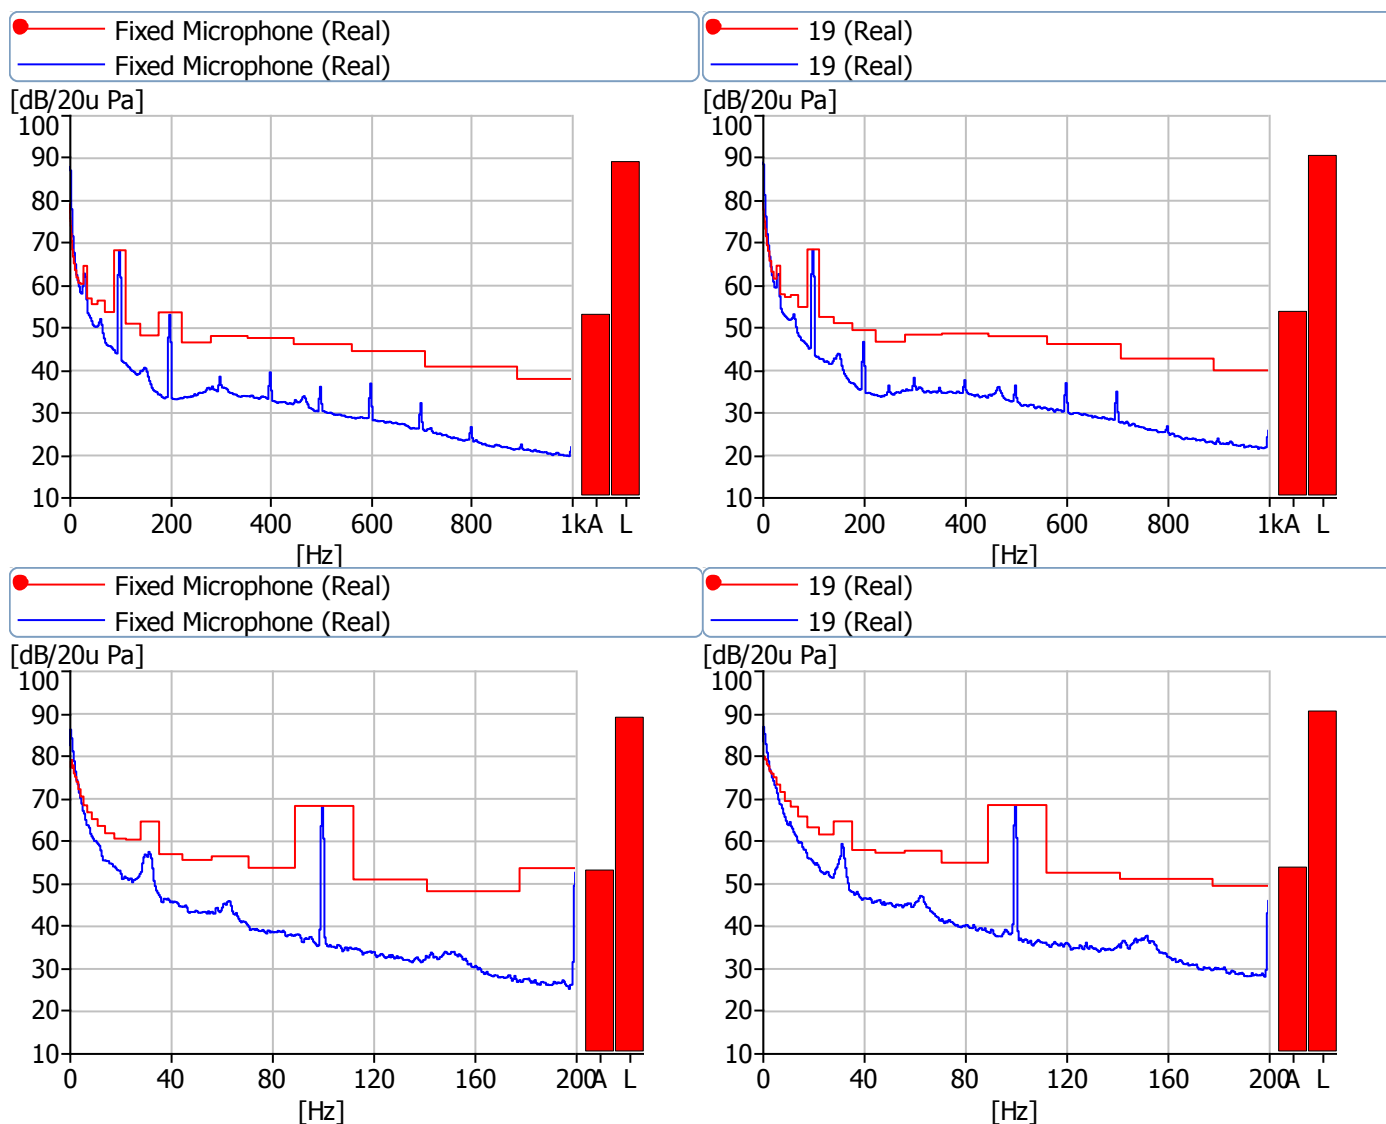 Fixed Microphone (Real)
Fixed Microphone (Real)
[dB/20u Pa]
100
90
80
70
60
50
40
30
20
10
0 200 400 600 800 1kA L
[Hz]
19 (Real)
19 (Real)
[dB/20u Pa]
100
90
80
70
60
50
40
30
20
10
0 200 400 600 800 1kA L
[Hz]
Fixed Microphone (Real)
Fixed Microphone (Real)
[dB/20u Pa]
100
90
80
70
60
50
40
30
20
10
0 40 80 120 160 200A L
[Hz]
19 (Real)
19 (Real)
[dB/20u Pa]
100
90
80
70
60
50
40
30
20
10
0 40 80 120 160 200A L
[Hz]